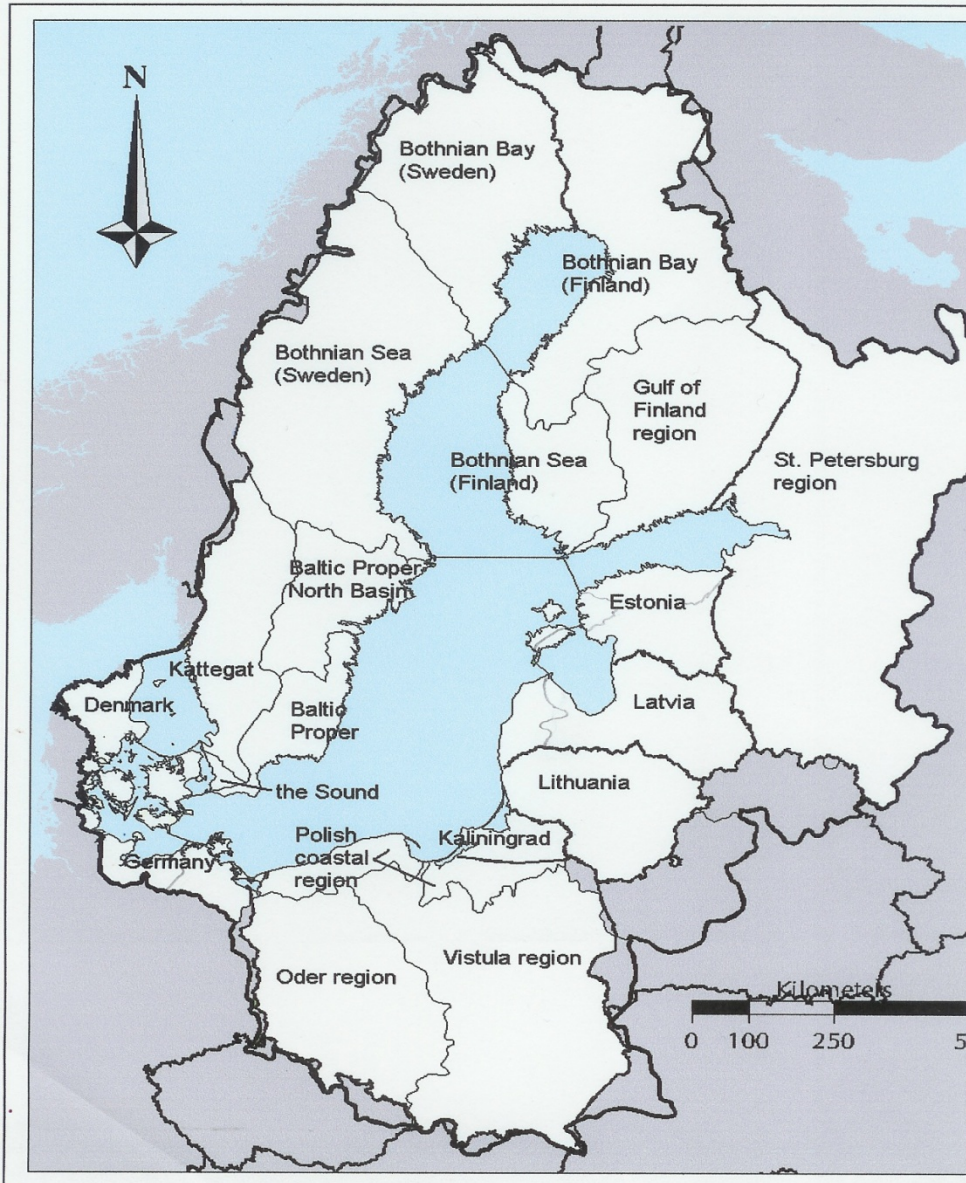 N
Bothnian Bay
(Sweden)
Bothnian Bay
(Finland)
Bothnian Sea
(Sweden)
Gulf of
Finland
region
Bothnian Sea
(Finland)
St. Petersburg
region
Baltic Proper
North Basin
Estonia
Kattegat
Denmark
Latvia
Baltic
Proper
Lithuania
the Sound
Polish
coastal
region
Kaliningrad
Germany
Vistula region
Oder region
Kilometers
0 100 250 5